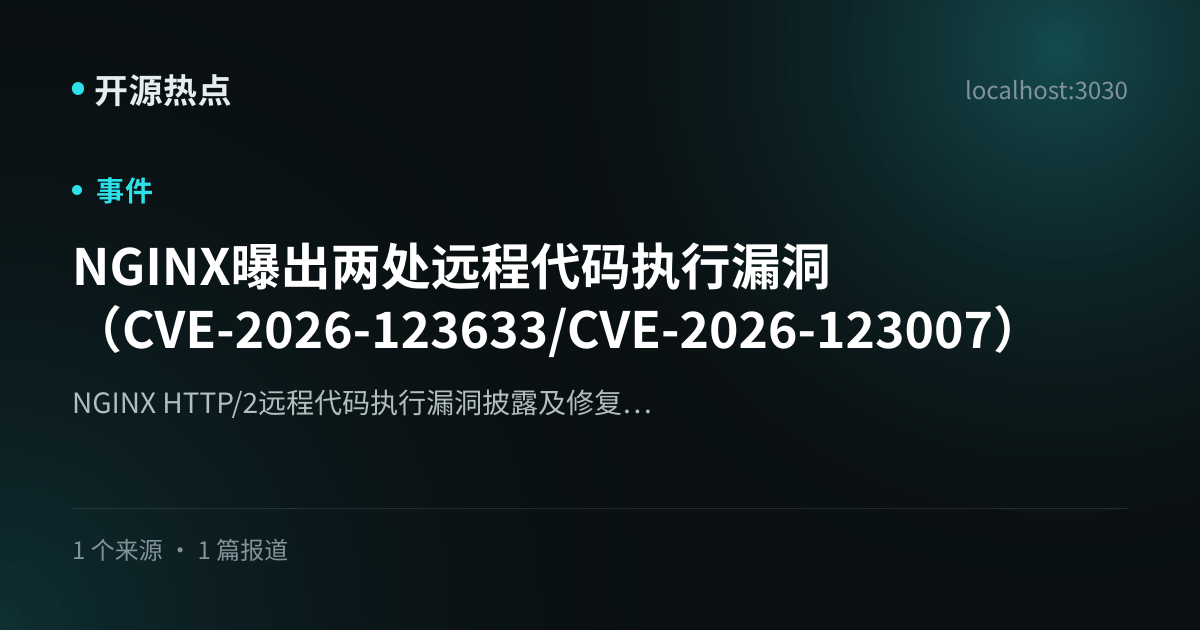 开源热点
localhost:3030
事件
NGINX曝出两处远程代码执行漏洞
（CVE-2026-123633/CVE-2026-123007）
NGINX HTTP/2远程代码执行漏洞披露及修复…
1 个来源 · 1 篇报道